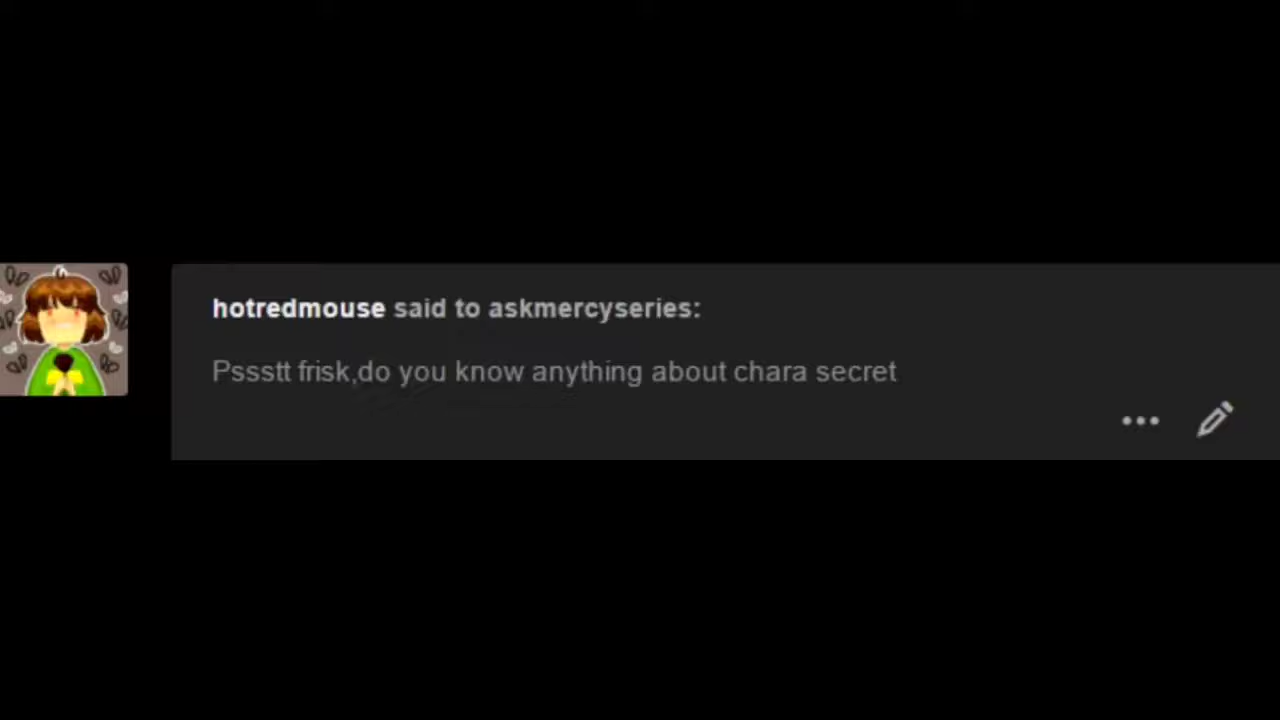 hotredmouse said to askmercyseries:
Pssstt frisk,do you know anything about chara secret